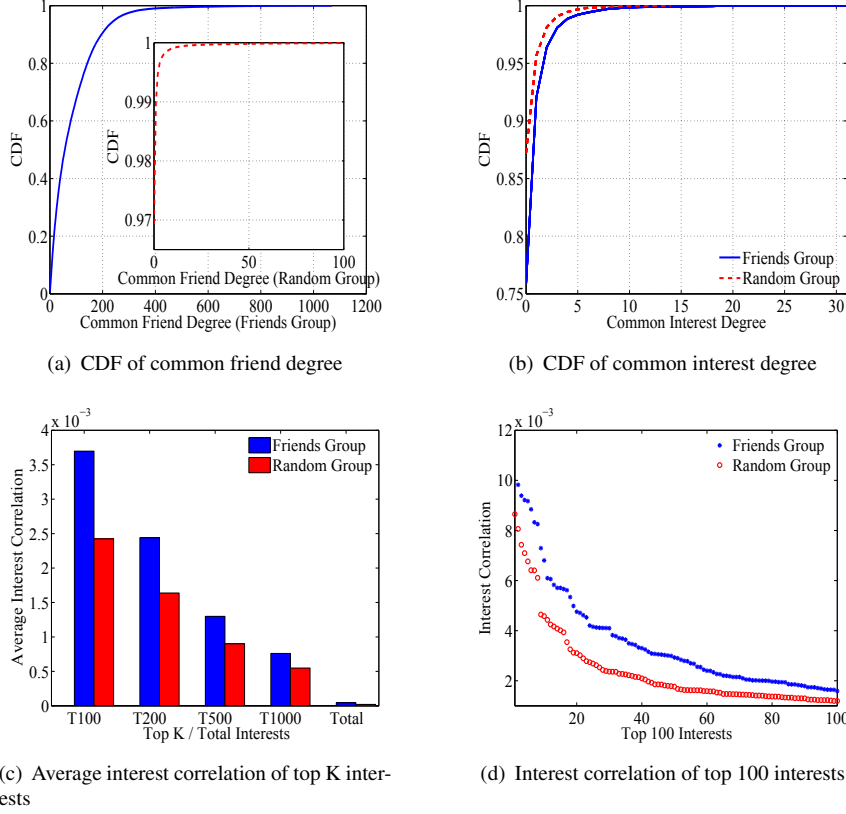 1
0.8
0.6
0.4
0.2
0
CDF
0 200 400 600 800 1000 1200
Common Friend Degree (Friends Group)
1
0.99
0.98
0.97
CDF
0 50 100
Common Friend Degree (Random Group)
(a) CDF of common friend degree
1
0.95
0.9
0.85
0.8
0.75
CDF
Friends Group
Random Group
0 5 10 15 20 25 30
Common Interest Degree
(b) CDF of common interest degree
x 10⁻³
4
3.5
3
2.5
2
1.5
1
0.5
0
Average Interest Correlation
Friends Group
Random Group
T100 T200 T500 T1000 Total
Top K / Total Interests
(c) Average interest correlation of top K inter-
ests
x 10⁻³
12
10
8
6
4
2
Interest Correlation
Friends Group
Random Group
20 40 60 80 100
Top 100 Interests
(d) Interest correlation of top 100 interests